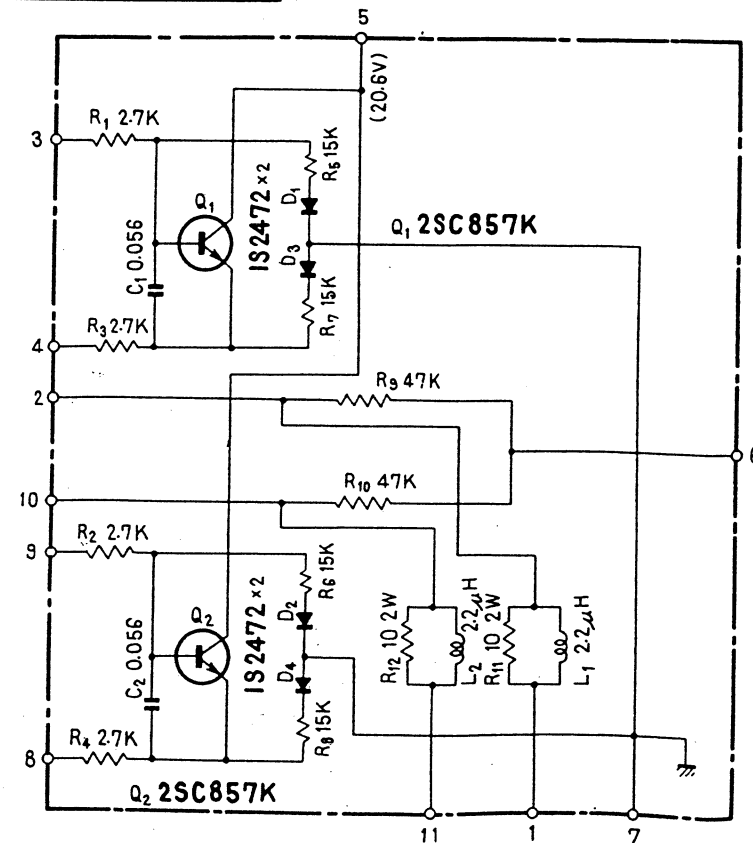 5
(20.6V)
3
R1 2.7K
R5 15K
D1
Q1
1S2472×2
Q1 2SC857K
C1 0.056
D3
R7 15K
R3 2.7K
4
2
R9 47K
6
R10 47K
10
R2 2.7K
9
R6 15K
D2
Q2
1S2472×2
C2 0.056
D4
R8 15K
R12 10 2W
L2 2.2μH
R11 10 2W
L1 2.2μH
R4 2.7K
8
Q2 2SC857K
11
1
7